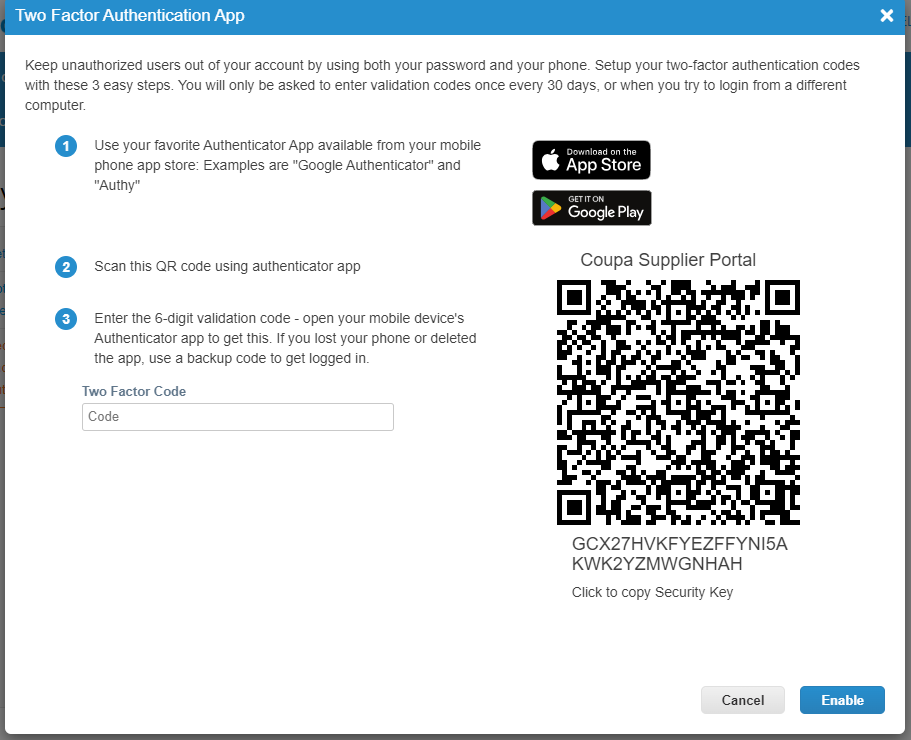 Two Factor Authentication App
Keep unauthorized users out of your account by using both your password and your phone. Setup your two-factor authentication codes
with these 3 easy steps. You will only be asked to enter validation codes once every 30 days, or when you try to login from a different
computer.
1
Use your favorite Authenticator App available from your mobile
phone app store: Examples are "Google Authenticator" and
"Authy"
Download on the
App Store
GET IT ON
Google Play
2
Scan this QR code using authenticator app
Coupa Supplier Portal
3
Enter the 6-digit validation code - open your mobile device's
Authenticator app to get this. If you lost your phone or deleted
the app, use a backup code to get logged in.
Two Factor Code
Code
GCX27HVKFYEZFFYNI5A
KWK2YZMWGNHAH
Click to copy Security Key
Cancel
Enable